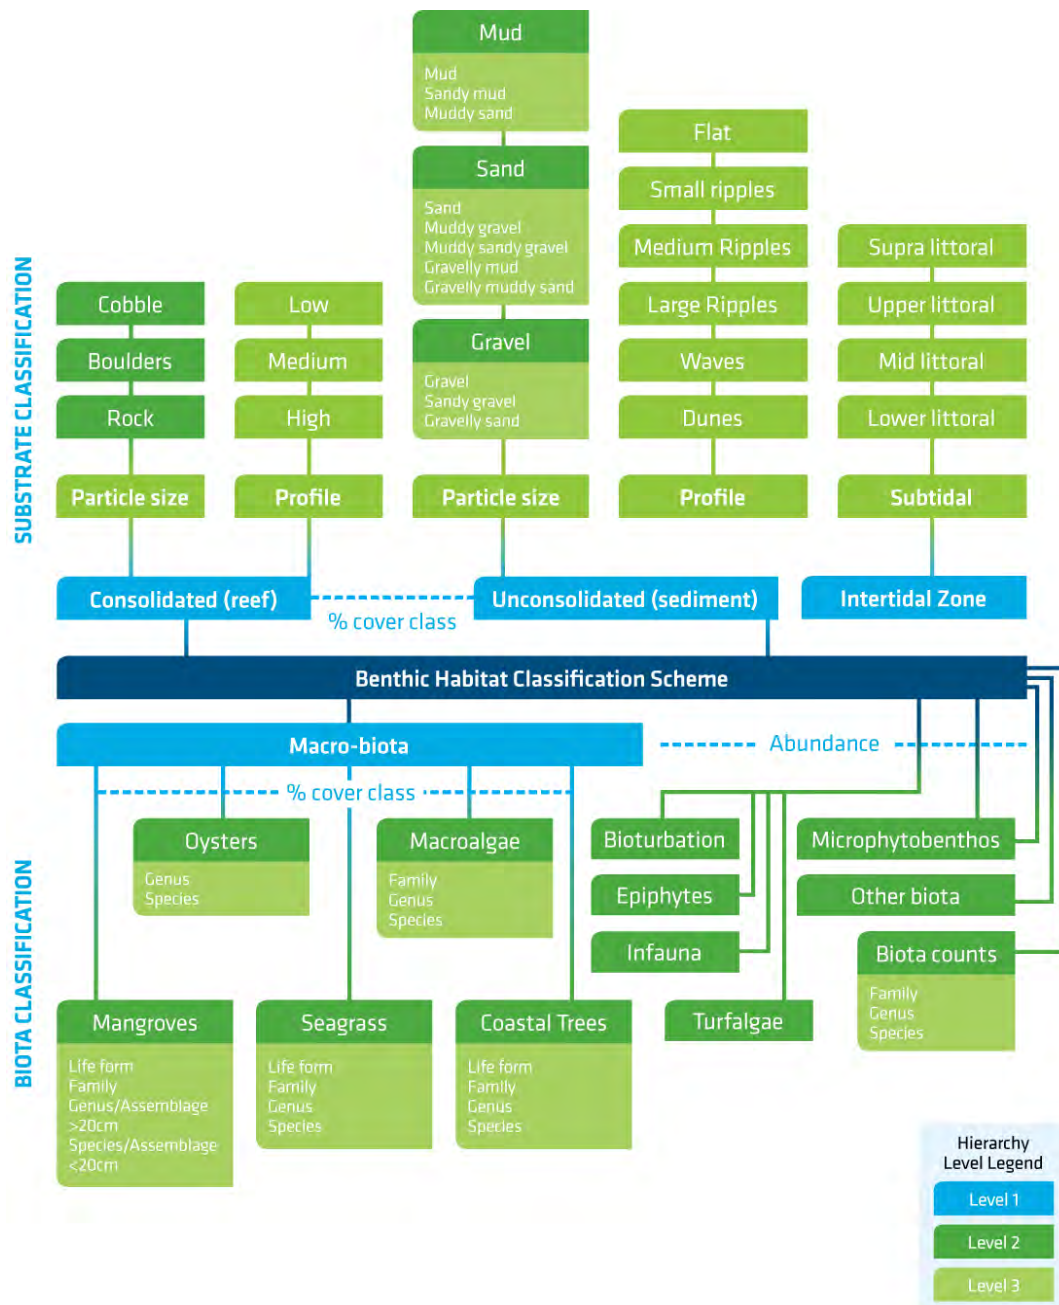 SUBSTRATE CLASSIFICATION
Mud
Mud
Sandy mud
Muddy sand
Sand
Sand
Muddy gravel
Muddy sandy gravel
Gravelly mud
Gravelly muddy sand
Gravel
Gravel
Sandy gravel
Gravelly sand
Flat
Small ripples
Medium Ripples
Large Ripples
Waves
Dunes
Supra littoral
Upper littoral
Mid littoral
Lower littoral
Cobble
Boulders
Rock
Low
Medium
High
Particle size
Profile
Particle size
Profile
Subtidal
Consolidated (reef)
% cover class
Unconsolidated (sediment)
Intertidal Zone
Benthic Habitat Classification Scheme
BIOTA CLASSIFICATION
Macro-biota
Abundance
% cover class
Oysters
Genus
Species
Macroalgae
Family
Genus
Species
Bioturbation
Epiphytes
Infauna
Turfalgae
Microphytobenthos
Other biota
Biota counts
Family
Genus
Species
Mangroves
Life form
Family
Genus/Assemblage
>20cm
Species/Assemblage
<20cm
Seagrass
Life form
Family
Genus
Species
Coastal Trees
Life form
Family
Genus
Species
Hierarchy
Level Legend
Level 1
Level 2
Level 3